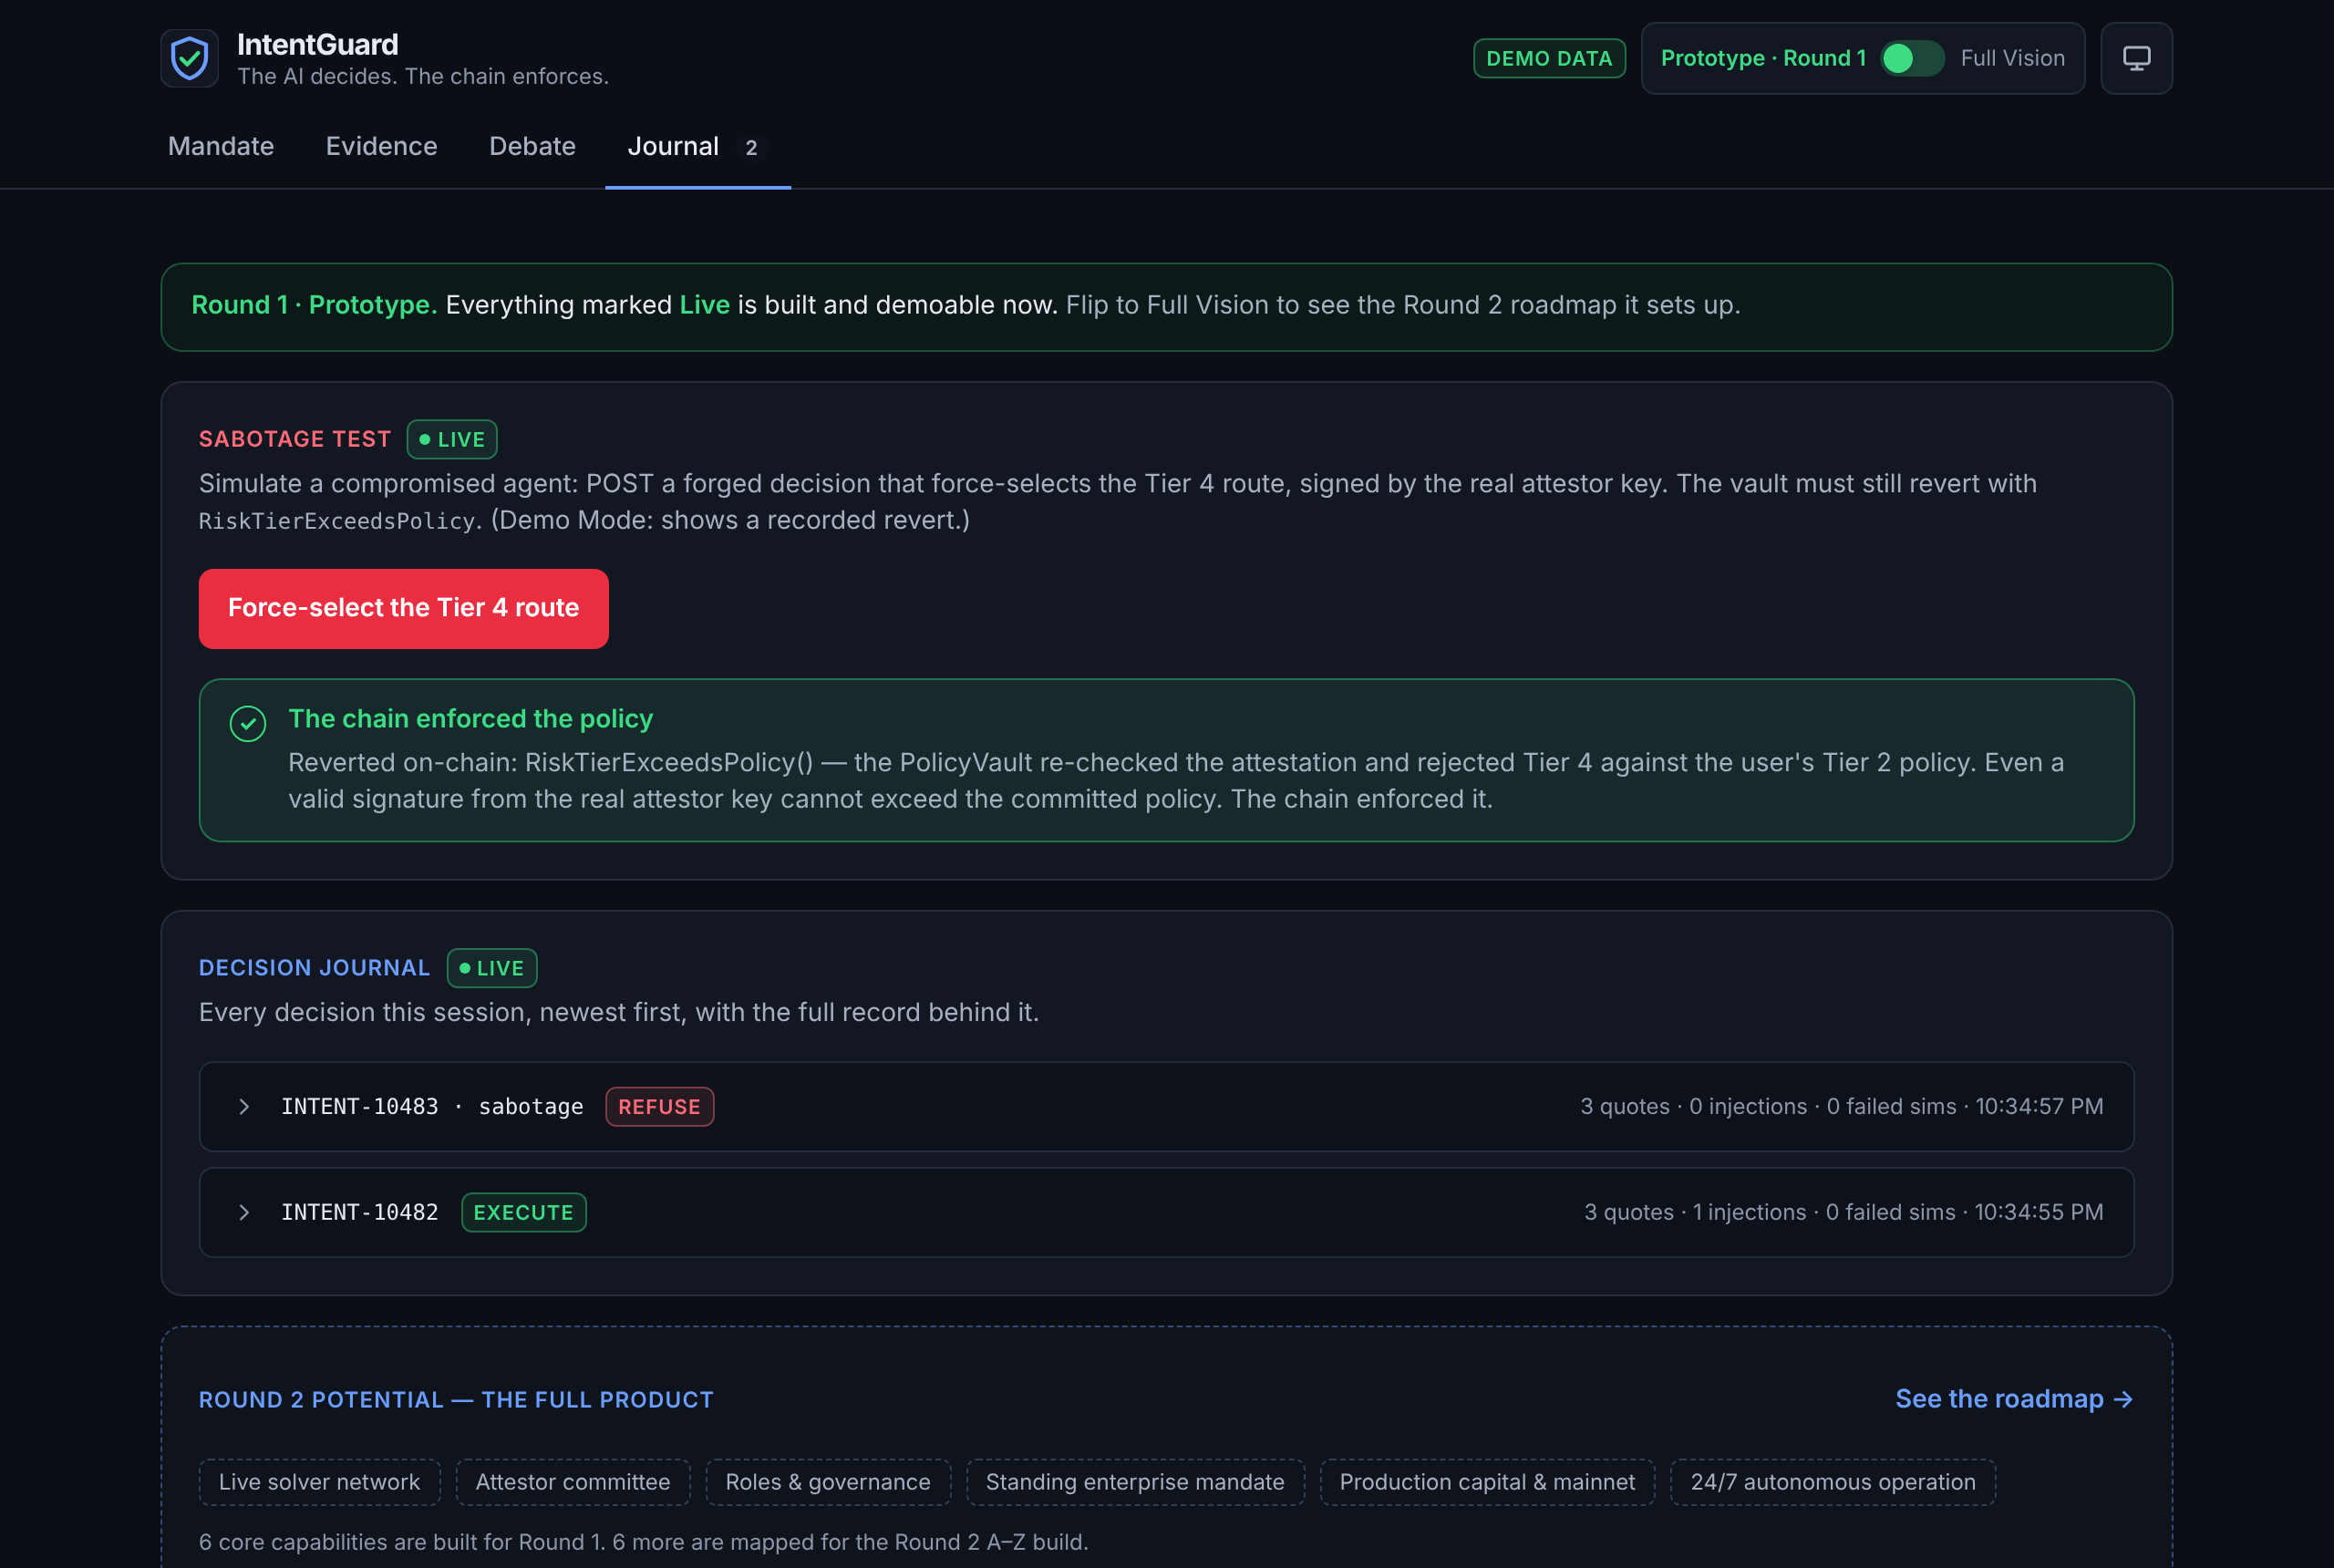 IntentGuard
The AI decides. The chain enforces.
DEMO DATA
Prototype · Round 1
Full Vision
Mandate
Evidence
Debate
Journal 2
Round 1 · Prototype. Everything marked Live is built and demoable now. Flip to Full Vision to see the Round 2 roadmap it sets up.
SABOTAGE TEST
LIVE
Simulate a compromised agent: POST a forged decision that force-selects the Tier 4 route, signed by the real attestor key. The vault must still revert with
RiskTierExceedsPolicy. (Demo Mode: shows a recorded revert.)
Force-select the Tier 4 route
The chain enforced the policy
Reverted on-chain: RiskTierExceedsPolicy() — the PolicyVault re-checked the attestation and rejected Tier 4 against the user's Tier 2 policy. Even a
valid signature from the real attestor key cannot exceed the committed policy. The chain enforced it.
DECISION JOURNAL
LIVE
Every decision this session, newest first, with the full record behind it.
INTENT-10483 · sabotage
REFUSE
3 quotes · 0 injections · 0 failed sims · 10:34:57 PM
INTENT-10482
EXECUTE
3 quotes · 1 injections · 0 failed sims · 10:34:55 PM
ROUND 2 POTENTIAL — THE FULL PRODUCT
See the roadmap →
Live solver network
Attestor committee
Roles & governance
Standing enterprise mandate
Production capital & mainnet
24/7 autonomous operation
6 core capabilities are built for Round 1. 6 more are mapped for the Round 2 A–Z build.